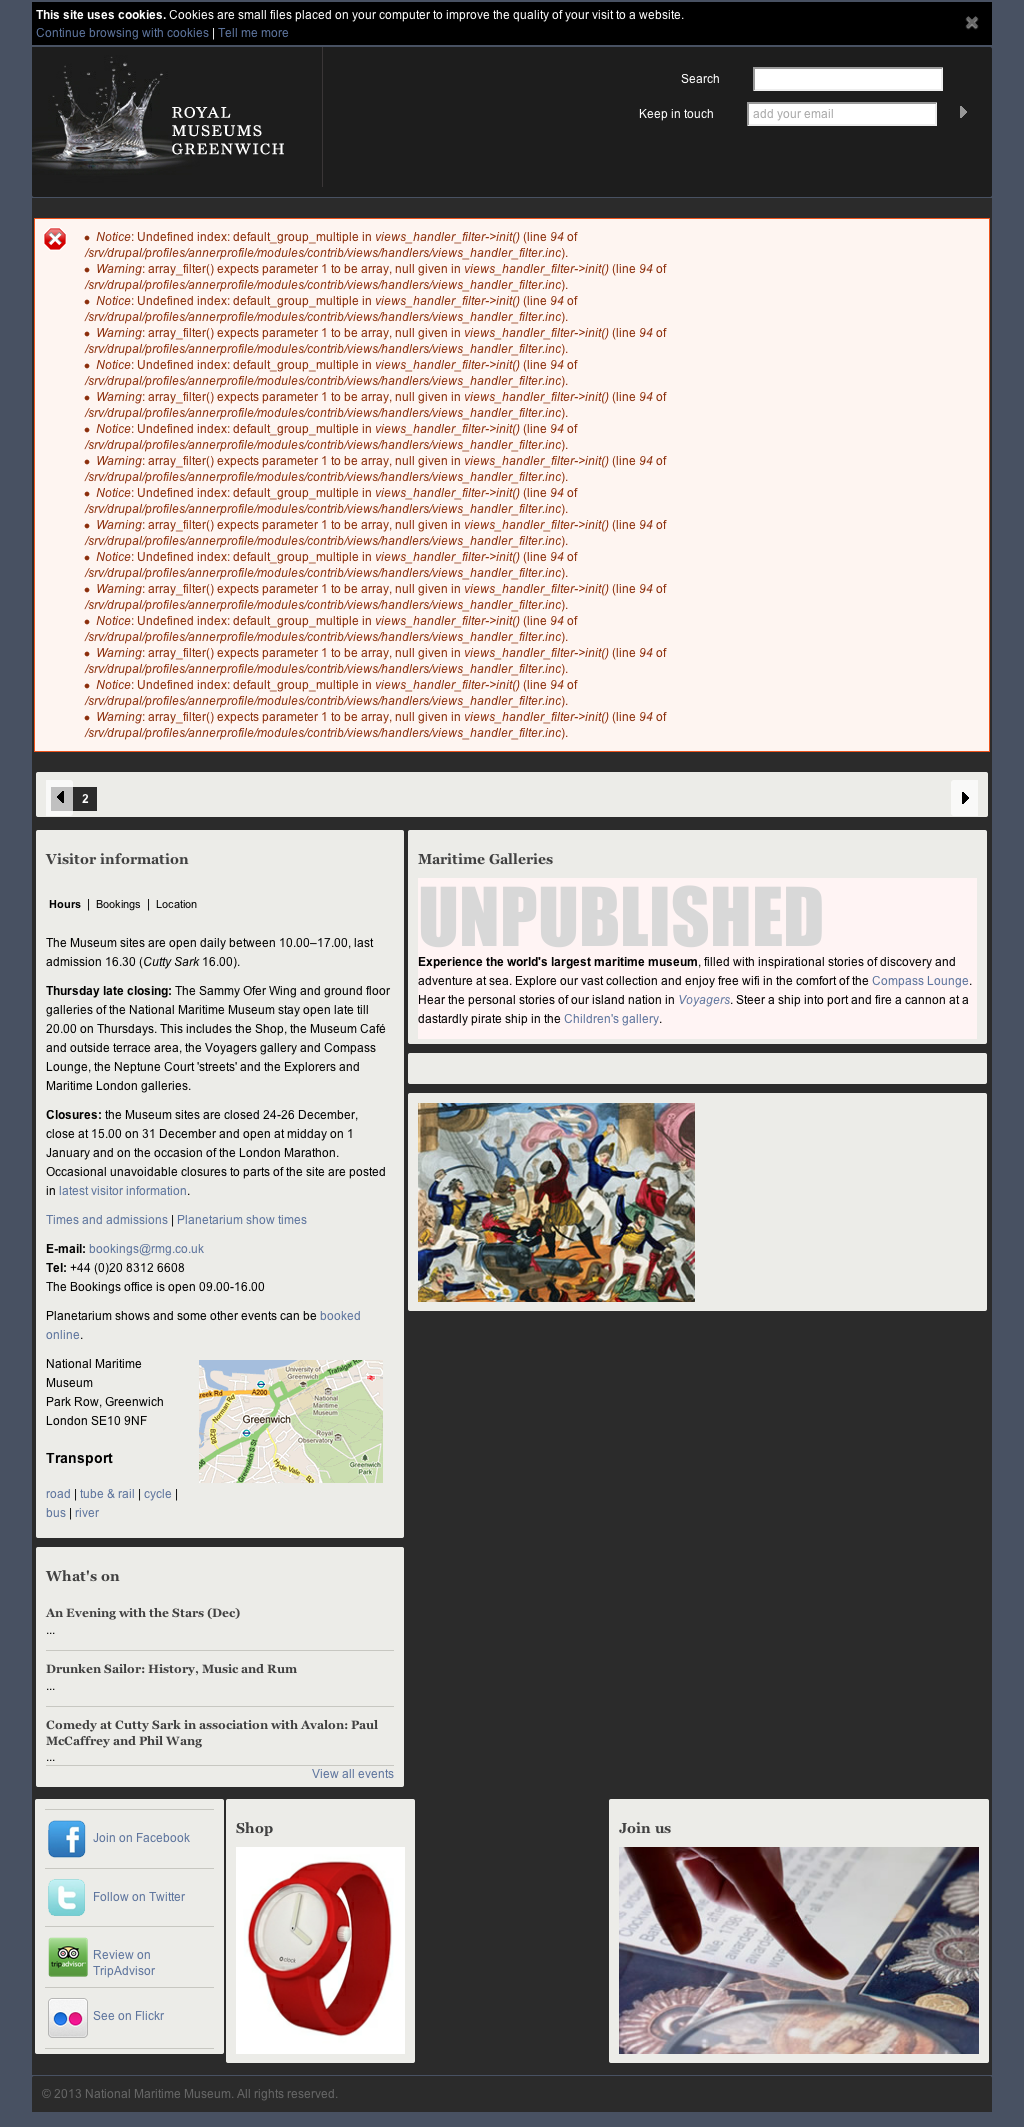 This site uses cookies. Cookies are small files placed on your computer to improve the quality of your visit to a website.
Continue browsing with cookies | Tell me more
Search
ROYAL
MUSEUMS
GREENWICH
Keep in touch add your email
Notice: Undefined index: default_group_multiple in views_handler_filter->init() (line 94 of
/srv/drupal/profiles/annerprofile/modules/contrib/views/handlers/views_handler_filter.inc).
Warning: array_filter() expects parameter 1 to be array, null given in views_handler_filter->init() (line 94 of
/srv/drupal/profiles/annerprofile/modules/contrib/views/handlers/views_handler_filter.inc).
Notice: Undefined index: default_group_multiple in views_handler_filter->init() (line 94 of
/srv/drupal/profiles/annerprofile/modules/contrib/views/handlers/views_handler_filter.inc).
Warning: array_filter() expects parameter 1 to be array, null given in views_handler_filter->init() (line 94 of
/srv/drupal/profiles/annerprofile/modules/contrib/views/handlers/views_handler_filter.inc).
Notice: Undefined index: default_group_multiple in views_handler_filter->init() (line 94 of
/srv/drupal/profiles/annerprofile/modules/contrib/views/handlers/views_handler_filter.inc).
Warning: array_filter() expects parameter 1 to be array, null given in views_handler_filter->init() (line 94 of
/srv/drupal/profiles/annerprofile/modules/contrib/views/handlers/views_handler_filter.inc).
Notice: Undefined index: default_group_multiple in views_handler_filter->init() (line 94 of
/srv/drupal/profiles/annerprofile/modules/contrib/views/handlers/views_handler_filter.inc).
Warning: array_filter() expects parameter 1 to be array, null given in views_handler_filter->init() (line 94 of
/srv/drupal/profiles/annerprofile/modules/contrib/views/handlers/views_handler_filter.inc).
Notice: Undefined index: default_group_multiple in views_handler_filter->init() (line 94 of
/srv/drupal/profiles/annerprofile/modules/contrib/views/handlers/views_handler_filter.inc).
Warning: array_filter() expects parameter 1 to be array, null given in views_handler_filter->init() (line 94 of
/srv/drupal/profiles/annerprofile/modules/contrib/views/handlers/views_handler_filter.inc).
Notice: Undefined index: default_group_multiple in views_handler_filter->init() (line 94 of
/srv/drupal/profiles/annerprofile/modules/contrib/views/handlers/views_handler_filter.inc).
Warning: array_filter() expects parameter 1 to be array, null given in views_handler_filter->init() (line 94 of
/srv/drupal/profiles/annerprofile/modules/contrib/views/handlers/views_handler_filter.inc).
Notice: Undefined index: default_group_multiple in views_handler_filter->init() (line 94 of
/srv/drupal/profiles/annerprofile/modules/contrib/views/handlers/views_handler_filter.inc).
Warning: array_filter() expects parameter 1 to be array, null given in views_handler_filter->init() (line 94 of
/srv/drupal/profiles/annerprofile/modules/contrib/views/handlers/views_handler_filter.inc).
Notice: Undefined index: default_group_multiple in views_handler_filter->init() (line 94 of
/srv/drupal/profiles/annerprofile/modules/contrib/views/handlers/views_handler_filter.inc).
Warning: array_filter() expects parameter 1 to be array, null given in views_handler_filter->init() (line 94 of
/srv/drupal/profiles/annerprofile/modules/contrib/views/handlers/views_handler_filter.inc).
2
Visitor information
Hours | Bookings | Location
The Museum sites are open daily between 10.00–17.00, last
admission 16.30 (Cutty Sark 16.00).
Thursday late closing: The Sammy Ofer Wing and ground floor
galleries of the National Maritime Museum stay open late till
20.00 on Thursdays. This includes the Shop, the Museum Café
and outside terrace area, the Voyagers gallery and Compass
Lounge, the Neptune Court 'streets' and the Explorers and
Maritime London galleries.
Closures: the Museum sites are closed 24-26 December,
close at 15.00 on 31 December and open at midday on 1
January and on the occasion of the London Marathon.
Occasional unavoidable closures to parts of the site are posted
in latest visitor information.
Times and admissions | Planetarium show times
E-mail: bookings@rmg.co.uk
Tel: +44 (0)20 8312 6608
The Bookings office is open 09.00-16.00
Planetarium shows and some other events can be booked
online.
National Maritime
Museum
Park Row, Greenwich
London SE10 9NF
Transport
road | tube & rail | cycle |
bus | river
University of
Greenwich
Trafalgar R
reek Rd
A200
Norman Rd
National
Maritime
Museum
Greenwich
B208
Royal
Observatory
Greenwich S St
Hyde Vale
Greenwich
Park
Maritime Galleries
UNPUBLISHED
Experience the world's largest maritime museum, filled with inspirational stories of discovery and
adventure at sea. Explore our vast collection and enjoy free wifi in the comfort of the Compass Lounge.
Hear the personal stories of our island nation in Voyagers. Steer a ship into port and fire a cannon at a
dastardly pirate ship in the Children's gallery.
What's on
An Evening with the Stars (Dec)
...
Drunken Sailor: History, Music and Rum
...
Comedy at Cutty Sark in association with Avalon: Paul
McCaffrey and Phil Wang
...
View all events
Join on Facebook
Follow on Twitter
tripadvisor
Review on
TripAdvisor
See on Flickr
Shop
o clock
Join us
© 2013 National Maritime Museum. All rights reserved.